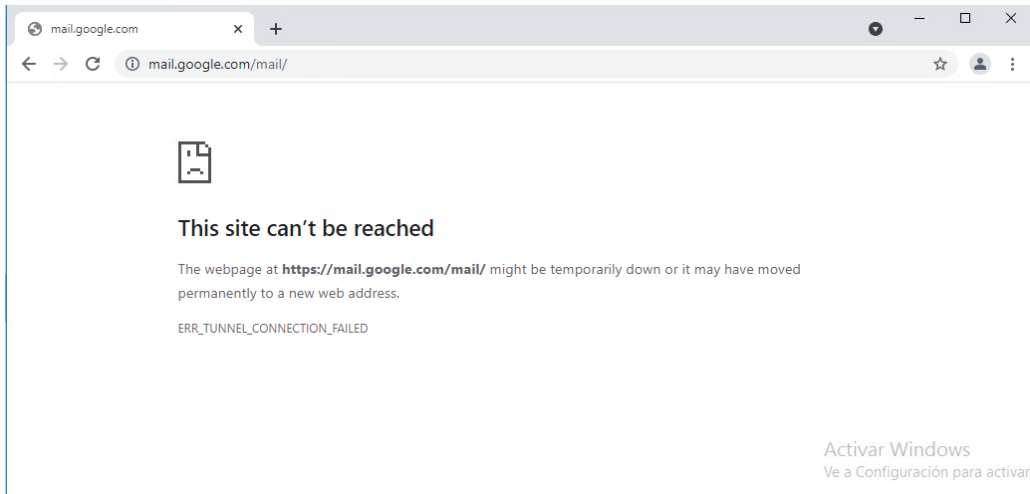 mail.google.com
mail.google.com/mail/
This site can’t be reached
The webpage at https://mail.google.com/mail/ might be temporarily down or it may have moved
permanently to a new web address.
ERR_TUNNEL_CONNECTION_FAILED
Activar Windows
Ve a Configuración para activar